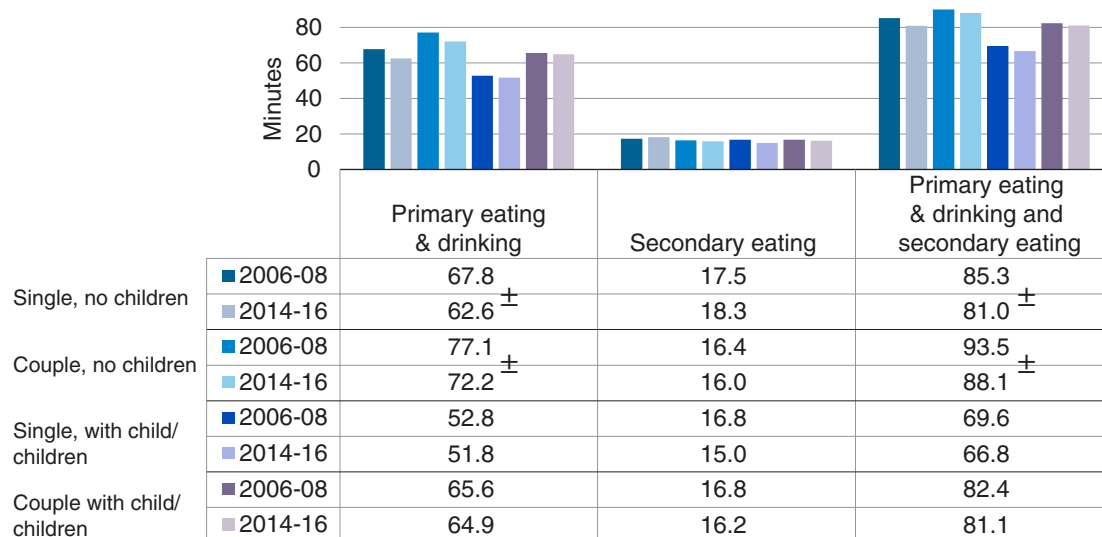 80
60
40
20
0
Minutes
Primary eating
& drinking
Secondary eating
Primary eating
& drinking and
secondary eating
Single, no children
2006-08 67.8 17.5 85.3
± ±
2014-16 62.6 18.3 81.0
Couple, no children
2006-08 77.1 16.4 93.5
± ±
2014-16 72.2 16.0 88.1
Single, with child/
children
2006-08 52.8 16.8 69.6
2014-16 51.8 15.0 66.8
Couple with child/
children
2006-08 65.6 16.8 82.4
2014-16 64.9 16.2 81.1